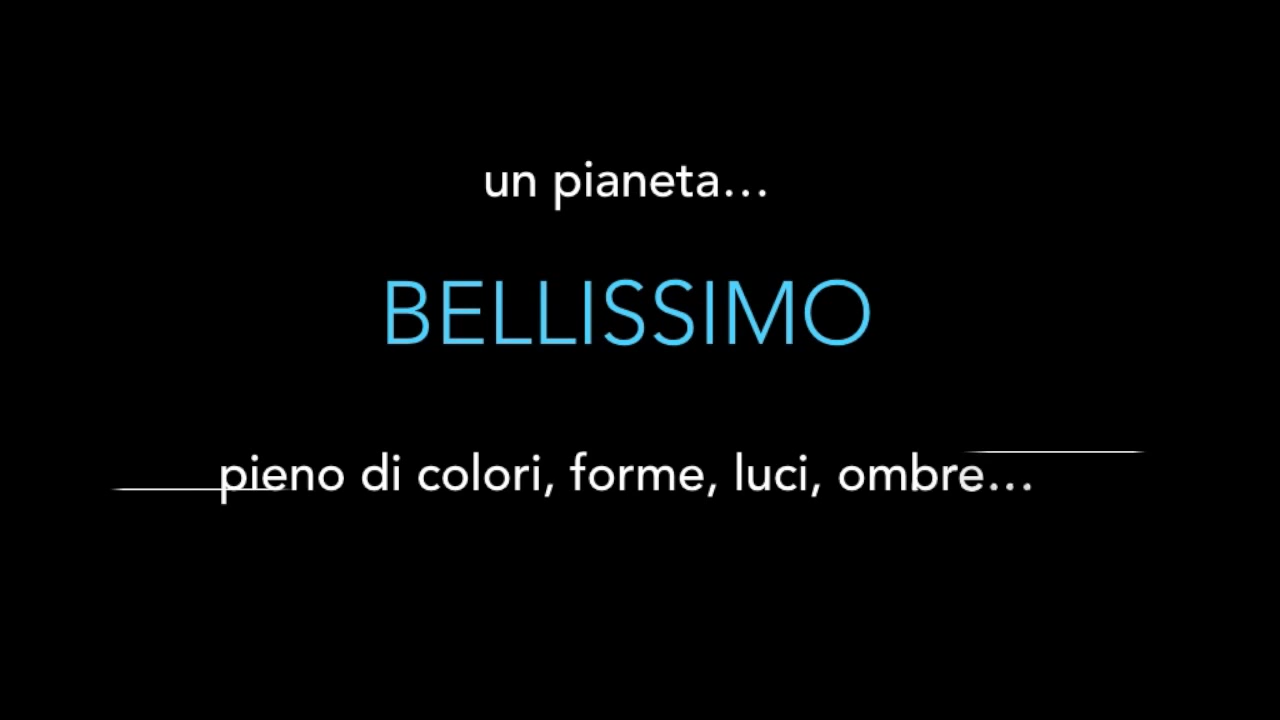 un pianeta…
BELLISSIMO
pieno di colori, forme, luci, ombre…